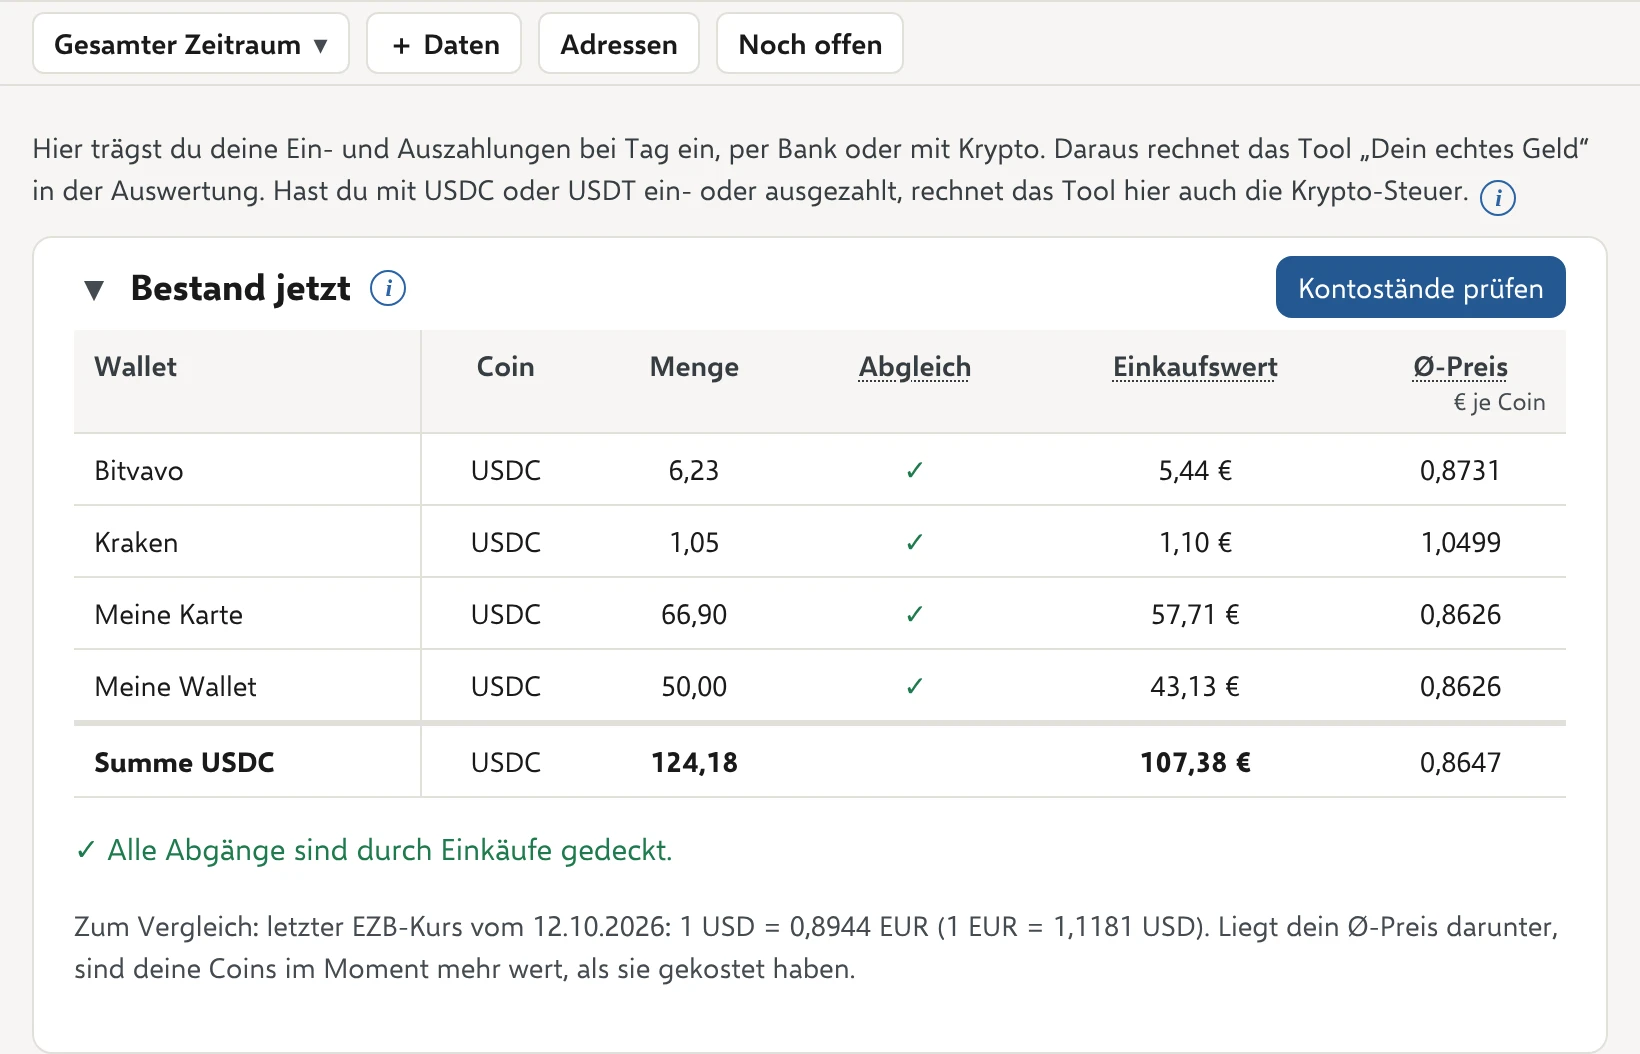 Gesamter Zeitraum ▼ + Daten Adressen Noch offen
Hier trägst du deine Ein- und Auszahlungen bei Tag ein, per Bank oder mit Krypto. Daraus rechnet das Tool „Dein echtes Geld“
in der Auswertung. Hast du mit USDC oder USDT ein- oder ausgezahlt, rechnet das Tool hier auch die Krypto-Steuer. i
▼ Bestand jetzt i Kontostände prüfen
Wallet Coin Menge Abgleich Einkaufswert Ø-Preis
€ je Coin
Bitvavo USDC 6,23 ✓ 5,44 € 0,8731
Kraken USDC 1,05 ✓ 1,10 € 1,0499
Meine Karte USDC 66,90 ✓ 57,71 € 0,8626
Meine Wallet USDC 50,00 ✓ 43,13 € 0,8626
Summe USDC USDC 124,18 107,38 € 0,8647
✓ Alle Abgänge sind durch Einkäufe gedeckt.
Zum Vergleich: letzter EZB-Kurs vom 12.10.2026: 1 USD = 0,8944 EUR (1 EUR = 1,1181 USD). Liegt dein Ø-Preis darunter,
sind deine Coins im Moment mehr wert, als sie gekostet haben.